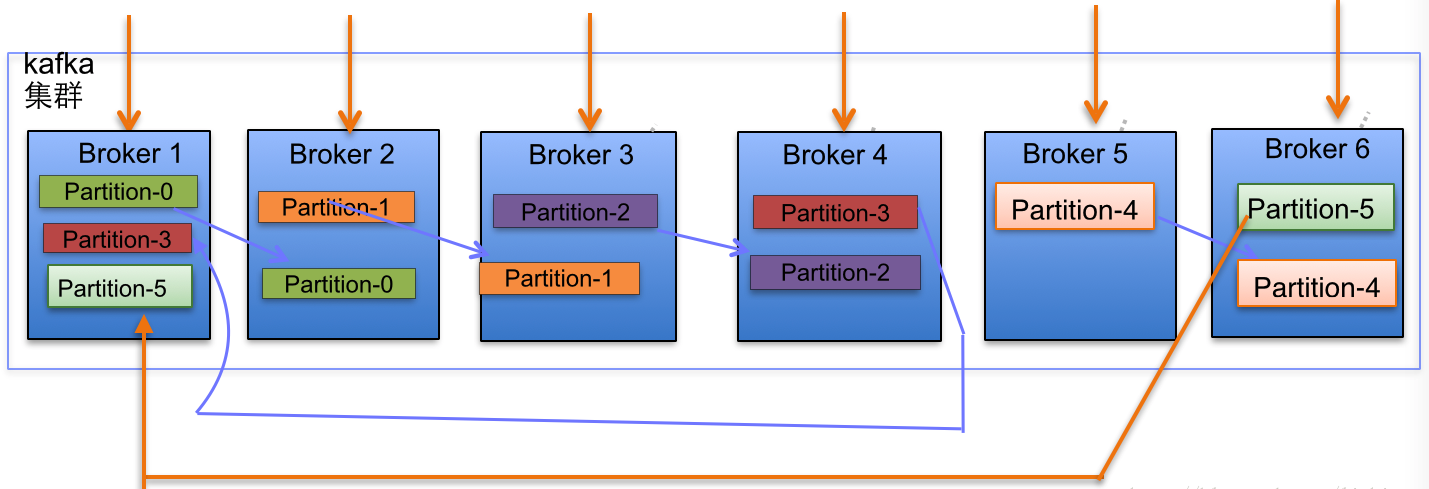 kafka
集群
Broker 1
Partition-0
Partition-3
Partition-5
Broker 2
Partition-1
Partition-0
Broker 3
Partition-2
Partition-1
Broker 4
Partition-3
Partition-2
Broker 5
Partition-4
Broker 6
Partition-5
Partition-4